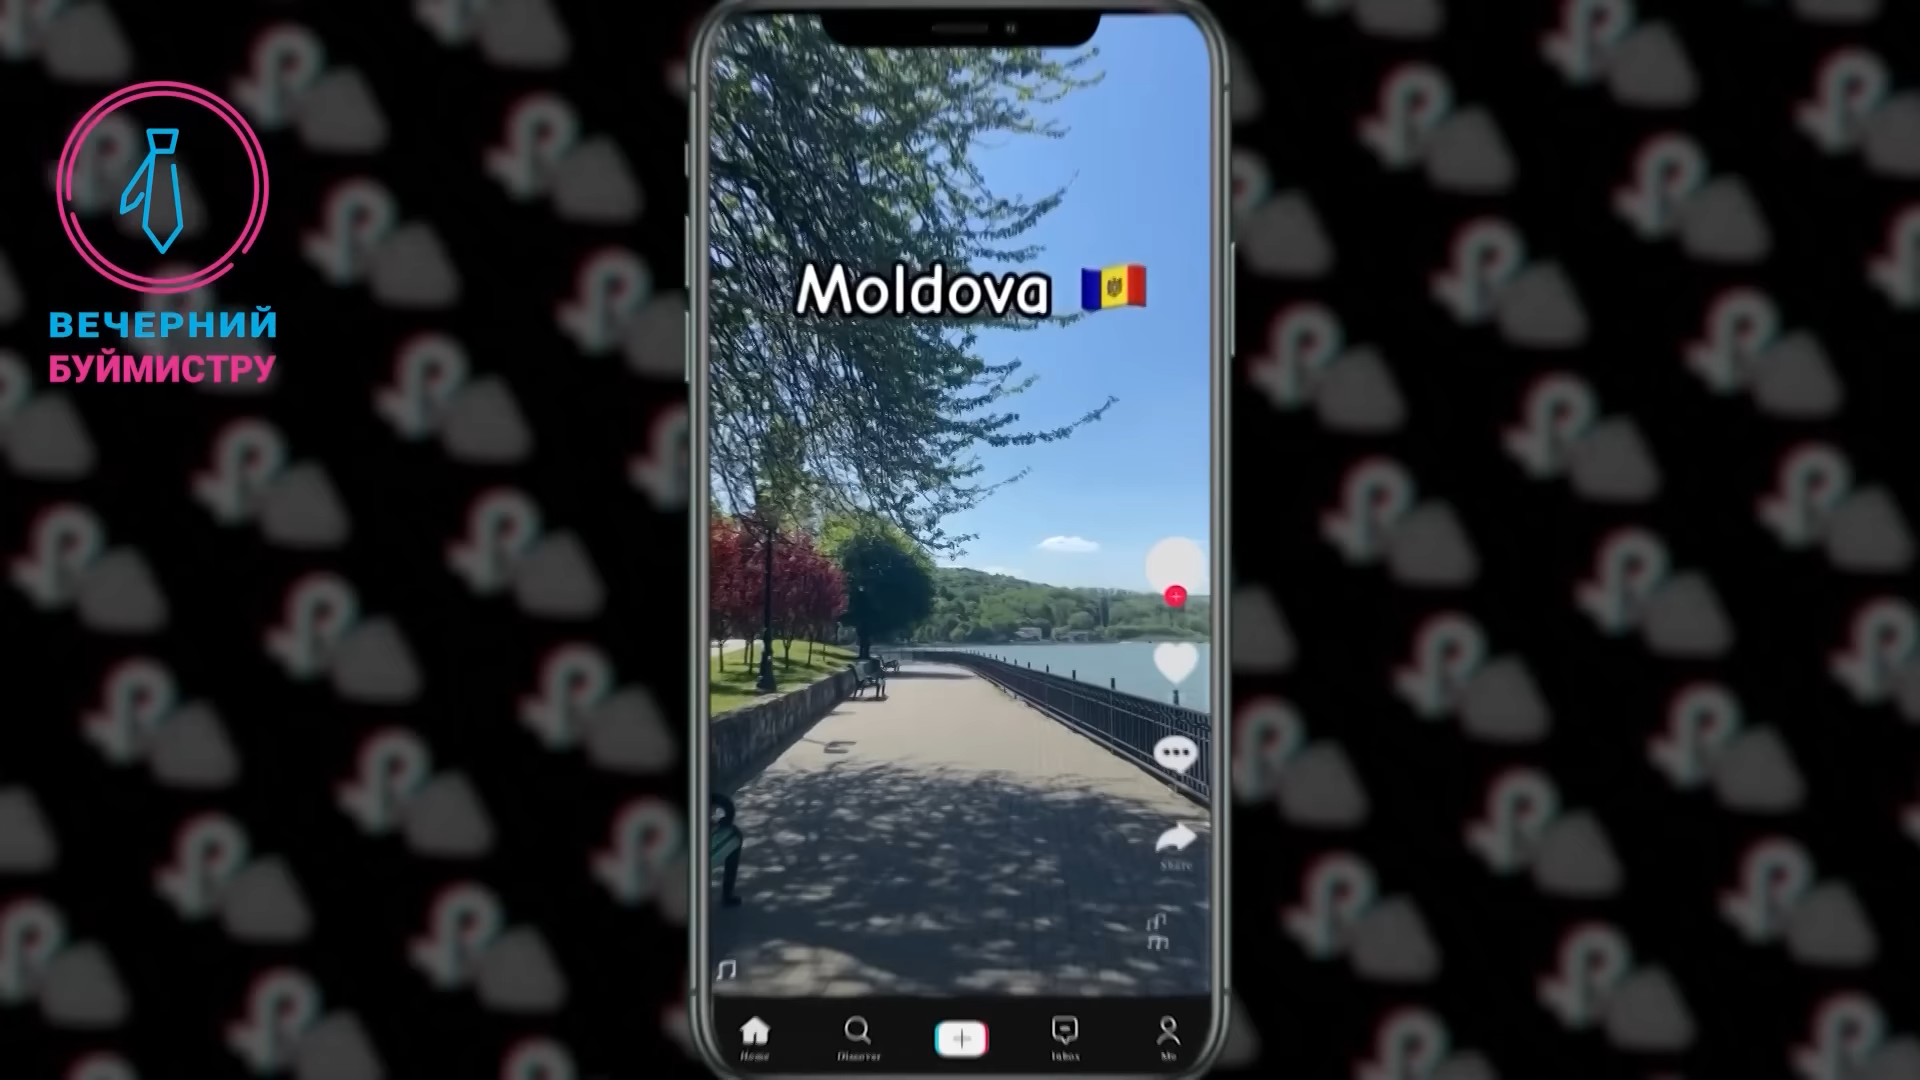 ВЕЧЕРНИЙ
БУЙМИСТРУ
Moldova
Share
Home
Discover
Inbox
Me